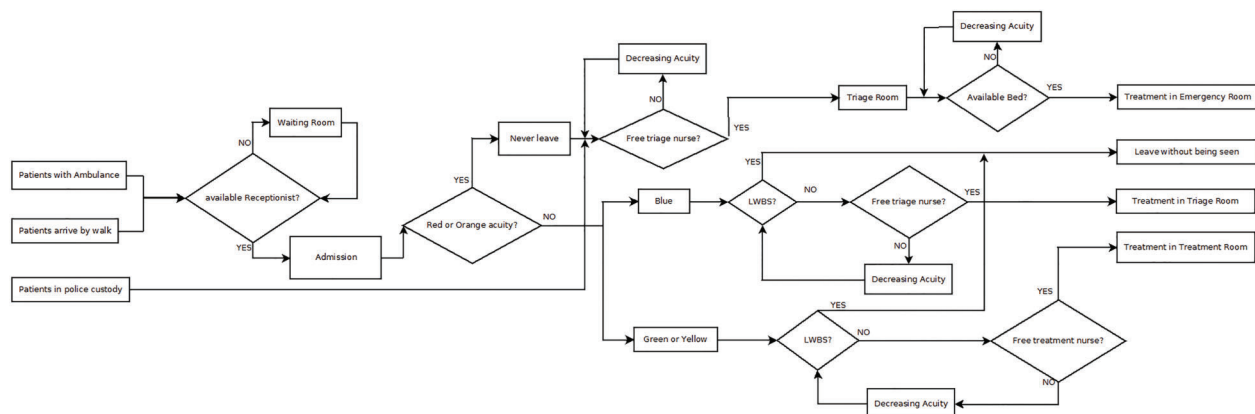 Decreasing Acuity
Decreasing Acuity
NO
NO
Available Bed?
YES
Treatment in Emergency Room
Triage Room
Waiting Room
Never leave
Free triage nurse?
YES
NO
YES
Leave without being seen
Patients with Ambulance
available Receptionist?
YES
Blue
LWBS?
NO
Free triage nurse?
YES
Treatment in Triage Room
Patients arrive by walk
YES
Red or Orange acuity?
NO
NO
Treatment in Treatment Room
Admission
Decreasing Acuity
YES
YES
Patients in police custody
Green or Yellow
LWBS?
NO
Free treatment nurse?
NO
Decreasing Acuity